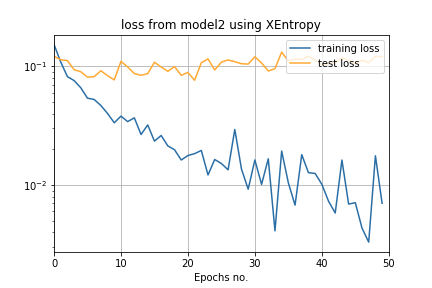 loss from model2 using XEntropy
training loss
test loss
10⁻¹
10⁻²
0 10 20 30 40 50
Epochs no.